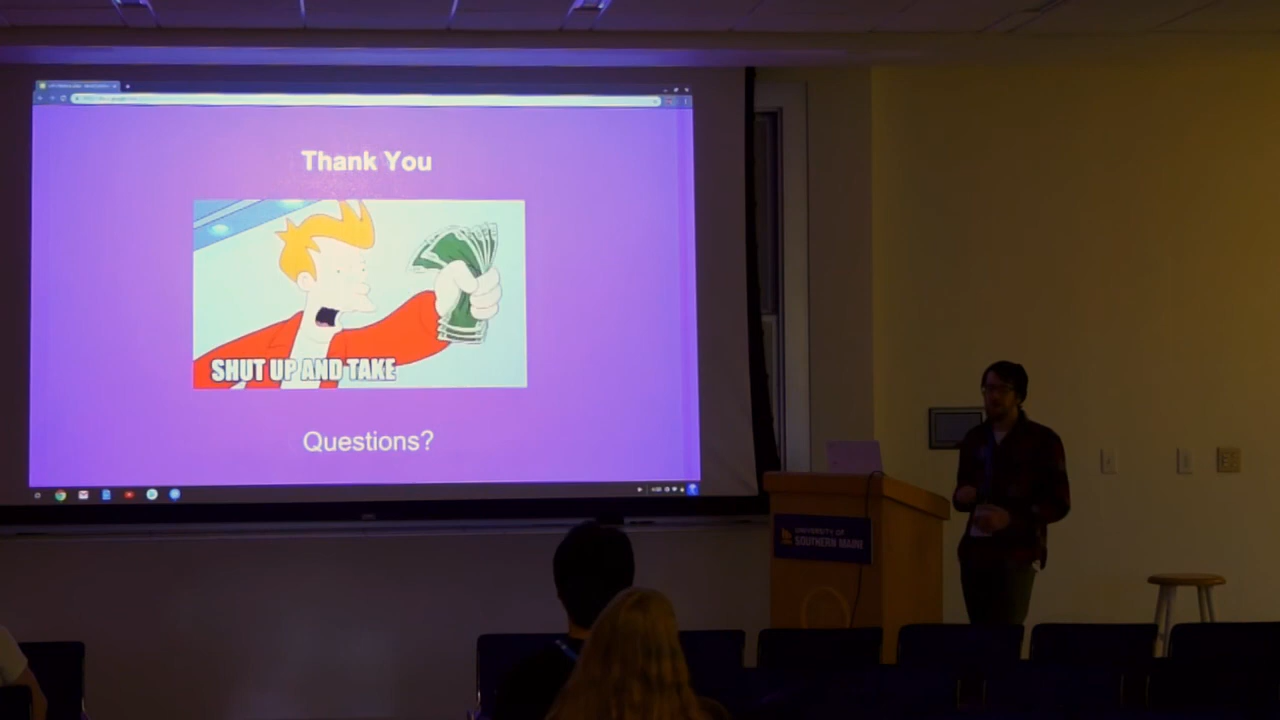 Thank You
SHUT UP AND TAKE
Questions?
UNIVERSITY OF
SOUTHERN MAINE